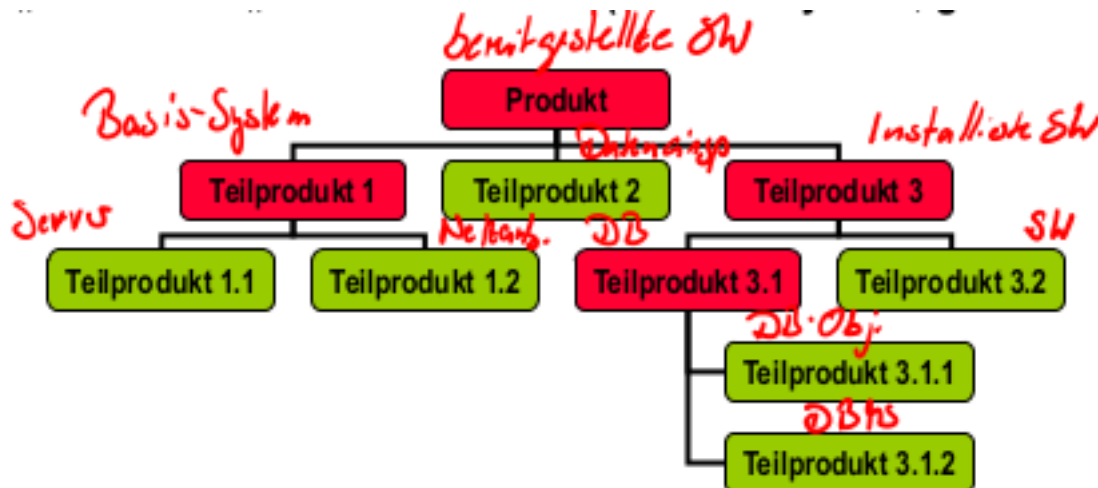 bereitgestellte SW
Produkt
Basis-System
Installierte SW
Teilprodukt 1
Teilprodukt 2
Teilprodukt 3
Server
DB
SW
Teilprodukt 1.1
Teilprodukt 1.2
Teilprodukt 3.1
Teilprodukt 3.2
DB-Obj.
Teilprodukt 3.1.1
DBMS
Teilprodukt 3.1.2